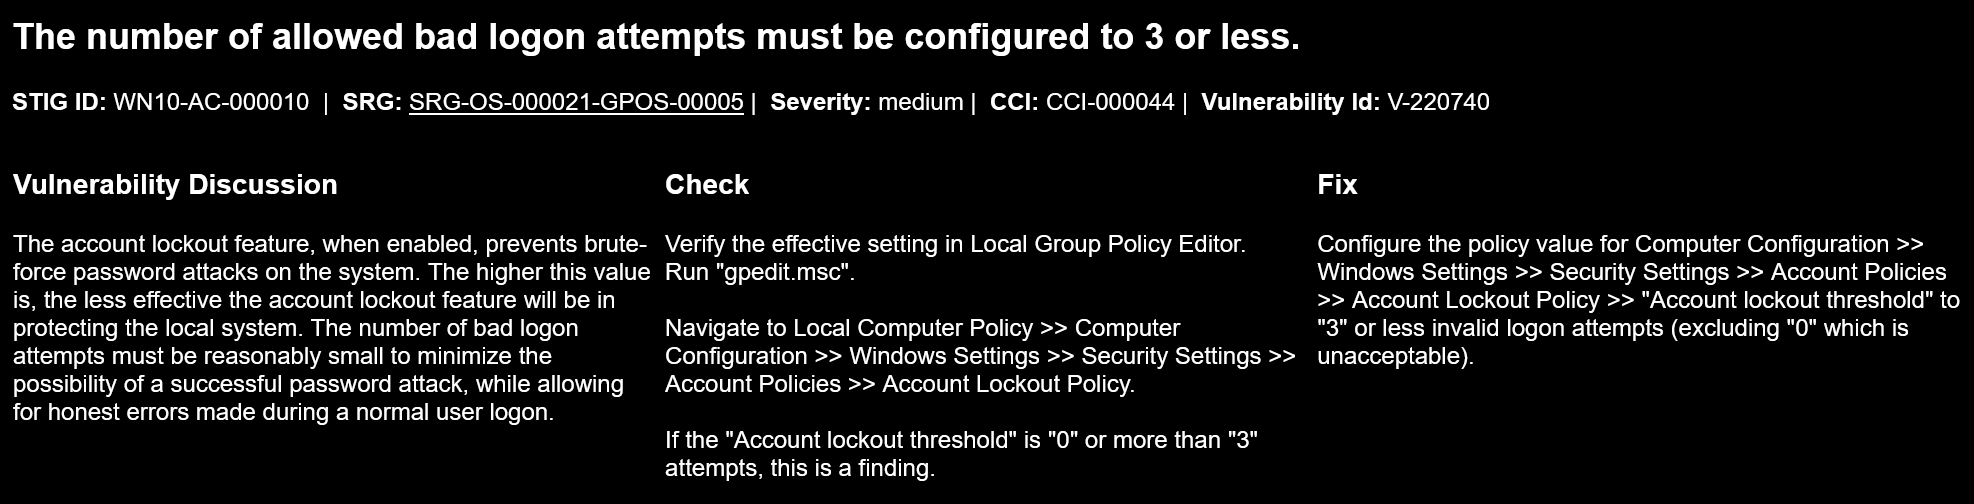 The number of allowed bad logon attempts must be configured to 3 or less.
STIG ID: WN10-AC-000010 | SRG: SRG-OS-000021-GPOS-00005 | Severity: medium | CCI: CCI-000044 | Vulnerability Id: V-220740
Vulnerability Discussion
The account lockout feature, when enabled, prevents brute-
force password attacks on the system. The higher this value
is, the less effective the account lockout feature will be in
protecting the local system. The number of bad logon
attempts must be reasonably small to minimize the
possibility of a successful password attack, while allowing
for honest errors made during a normal user logon.
Check
Verify the effective setting in Local Group Policy Editor.
Run "gpedit.msc".
Navigate to Local Computer Policy >> Computer
Configuration >> Windows Settings >> Security Settings >>
Account Policies >> Account Lockout Policy.
If the "Account lockout threshold" is "0" or more than "3"
attempts, this is a finding.
Fix
Configure the policy value for Computer Configuration >>
Windows Settings >> Security Settings >> Account Policies
>> Account Lockout Policy >> "Account lockout threshold" to
"3" or less invalid logon attempts (excluding "0" which is
unacceptable).